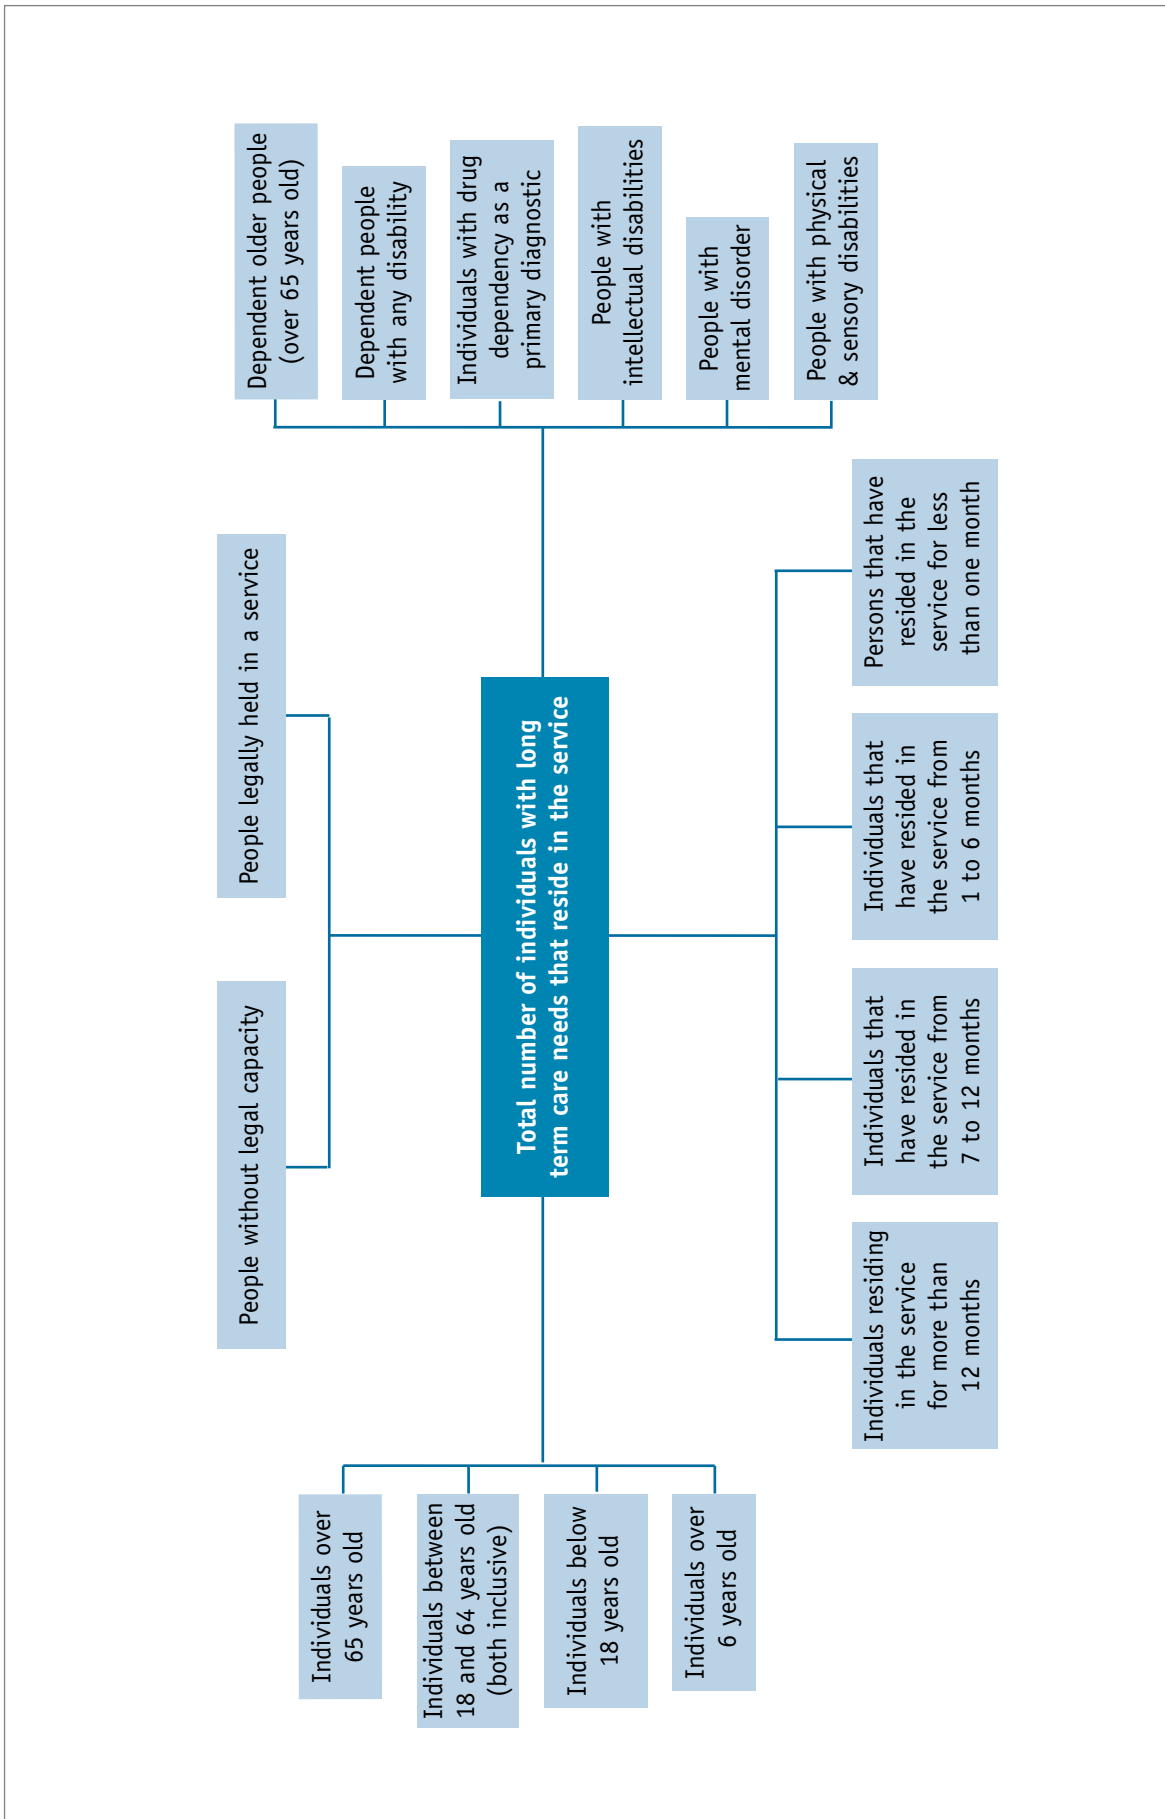 People without legal capacity
People legally held in a service
Individuals over
65 years old
Individuals between
18 and 64 years old
(both inclusive)
Individuals below
18 years old
Individuals over
6 years old
Total number of individuals with long
term care needs that reside in the service
Dependent older people
(over 65 years old)
Dependent people
with any disability
Individuals with drug
dependency as a
primary diagnostic
People with
intellectual disabilities
People with
mental disorder
People with physical
& sensory disabilities
Individuals residing
in the service
for more than
12 months
Individuals that
have resided in
the service from
7 to 12 months
Individuals that
have resided in
the service from
1 to 6 months
Persons that have
resided in the
service for less
than one month